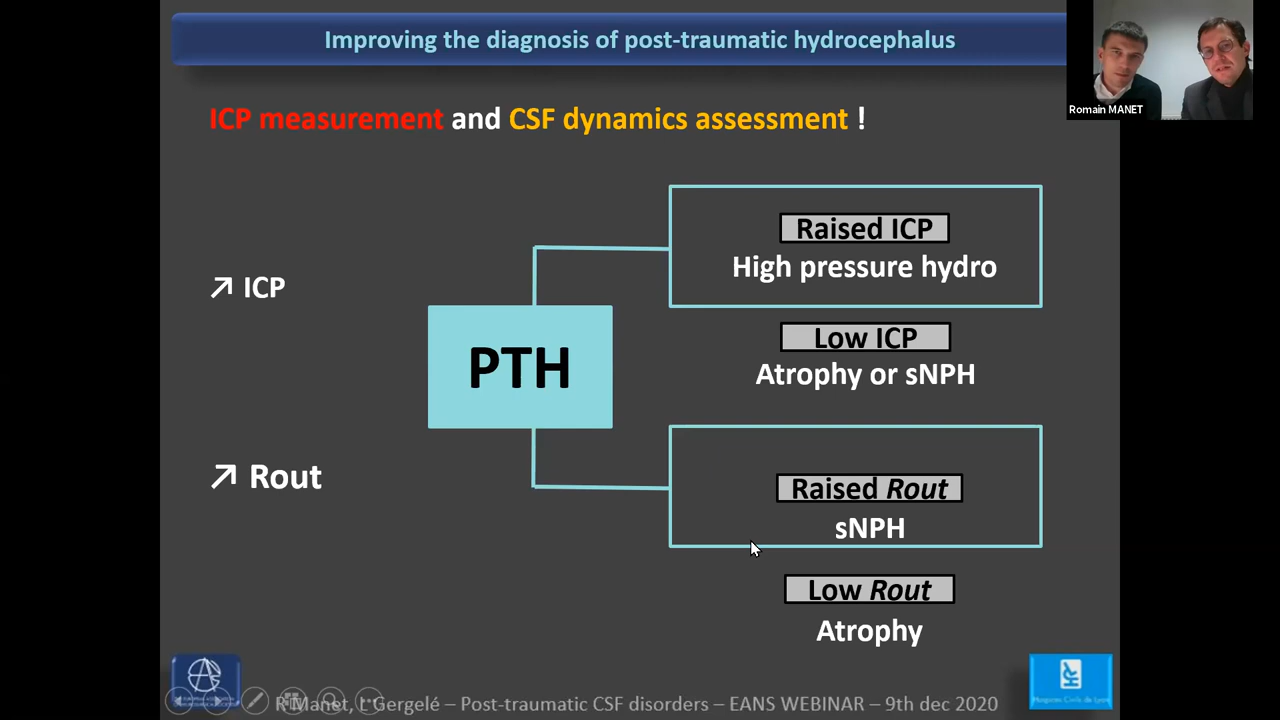 Improving the diagnosis of post-traumatic hydrocephalus
Romain MANET
ICP measurement and CSF dynamics assessment !
Raised ICP
High pressure hydro
↗ ICP
Low ICP
PTH
Atrophy or sNPH
↗ Rout
Raised Rout
sNPH
Low Rout
Atrophy
R Manet, L Gergelé – Post-traumatic CSF disorders – EANS WEBINAR – 9th dec 2020